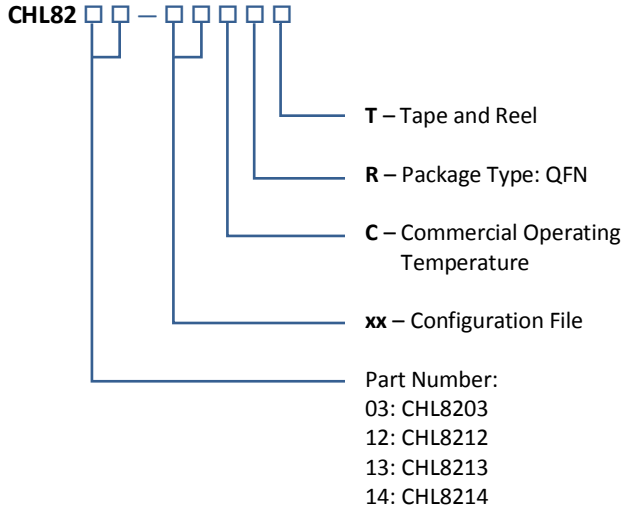 CHL82 □ □ – □ □ □ □ □
T – Tape and Reel
R – Package Type: QFN
C – Commercial Operating
Temperature
xx – Configuration File
Part Number:
03: CHL8203
12: CHL8212
13: CHL8213
14: CHL8214